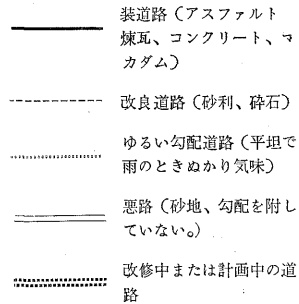 装道路（アスファルト
煉瓦、コンクリート、マ
カダム）
改良道路（砂利、砕石）
ゆるい勾配道路（平坦で
雨のときぬかり気味）
悪路（砂地、勾配を附し
ていない。）
改修中または計画中の道
路